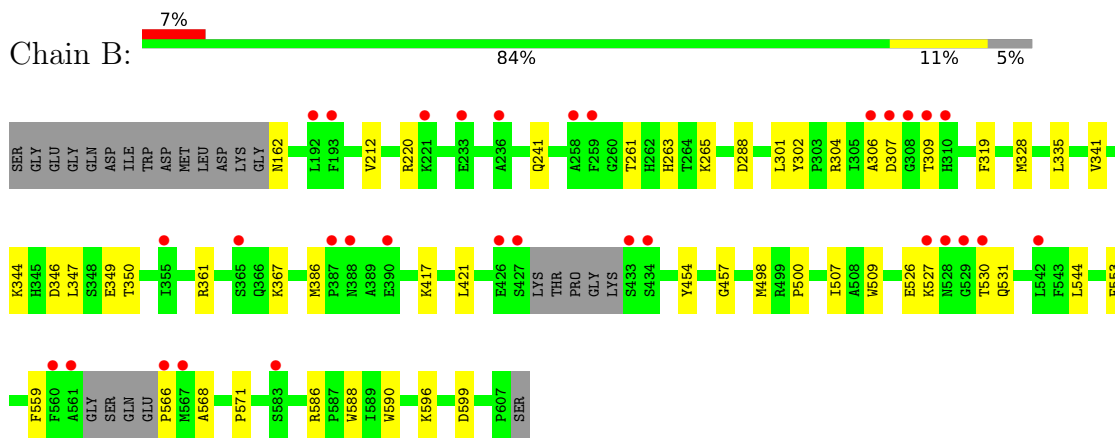 7%
Chain B:
84% 11% 5%
SER GLY GLU GLY GLN ASP ILE TRP ASP MET LEU ASP LYS GLY N162 L192 F193 V212 R220 K221 E233 A236 Q241 A258 F259 G260 T261 H262 H263 T264 K265 D288 L301 Y302 P303 R304 I305 A306 D307 G308 T309 H310 F319 M328 L335 V341
K344 H345 D346 L347 S348 E349 T350 I355 R361 S365 Q366 K367 M386 P387 N388 A389 E390 K417 L421 E426 S427 LYS THR PRO GLY LYS S433 S434 Y454 G457 M498 R499 P500 I507 A508 W509 E526 K527 N528 G529 T530 Q531 L542 F543 L544
F559 F560 A561 GLY SER GLN GLU P566 M567 A568 P571 S583 R586 P587 W588 I589 W590 K596 D599 P607 SER